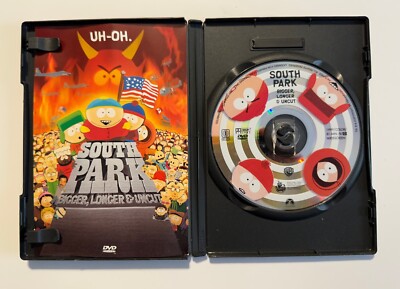 UH-OH.
SOUTH
PARK
BIGGER, LONGER & UNCUT
DVD
SOUTH
PARK
BIGGER,
LONGER
& UNCUT